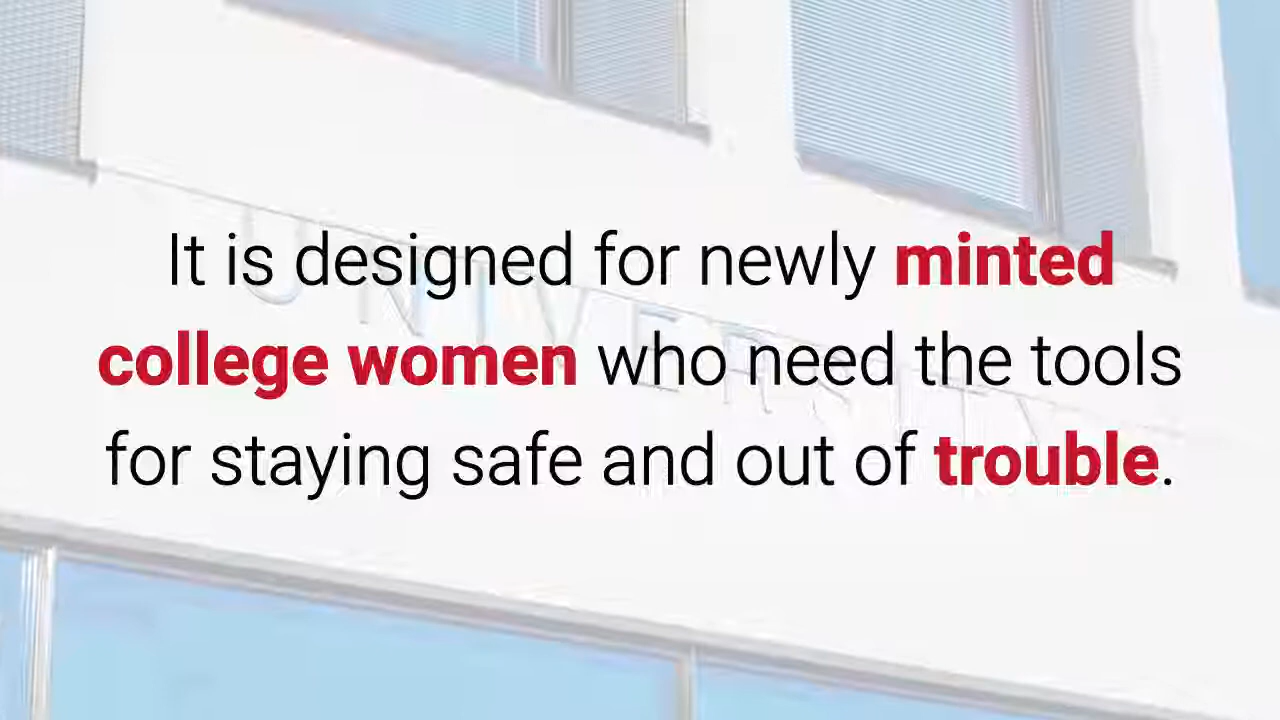 UNIVERSITY
It is designed for newly minted
college women who need the tools
for staying safe and out of trouble.